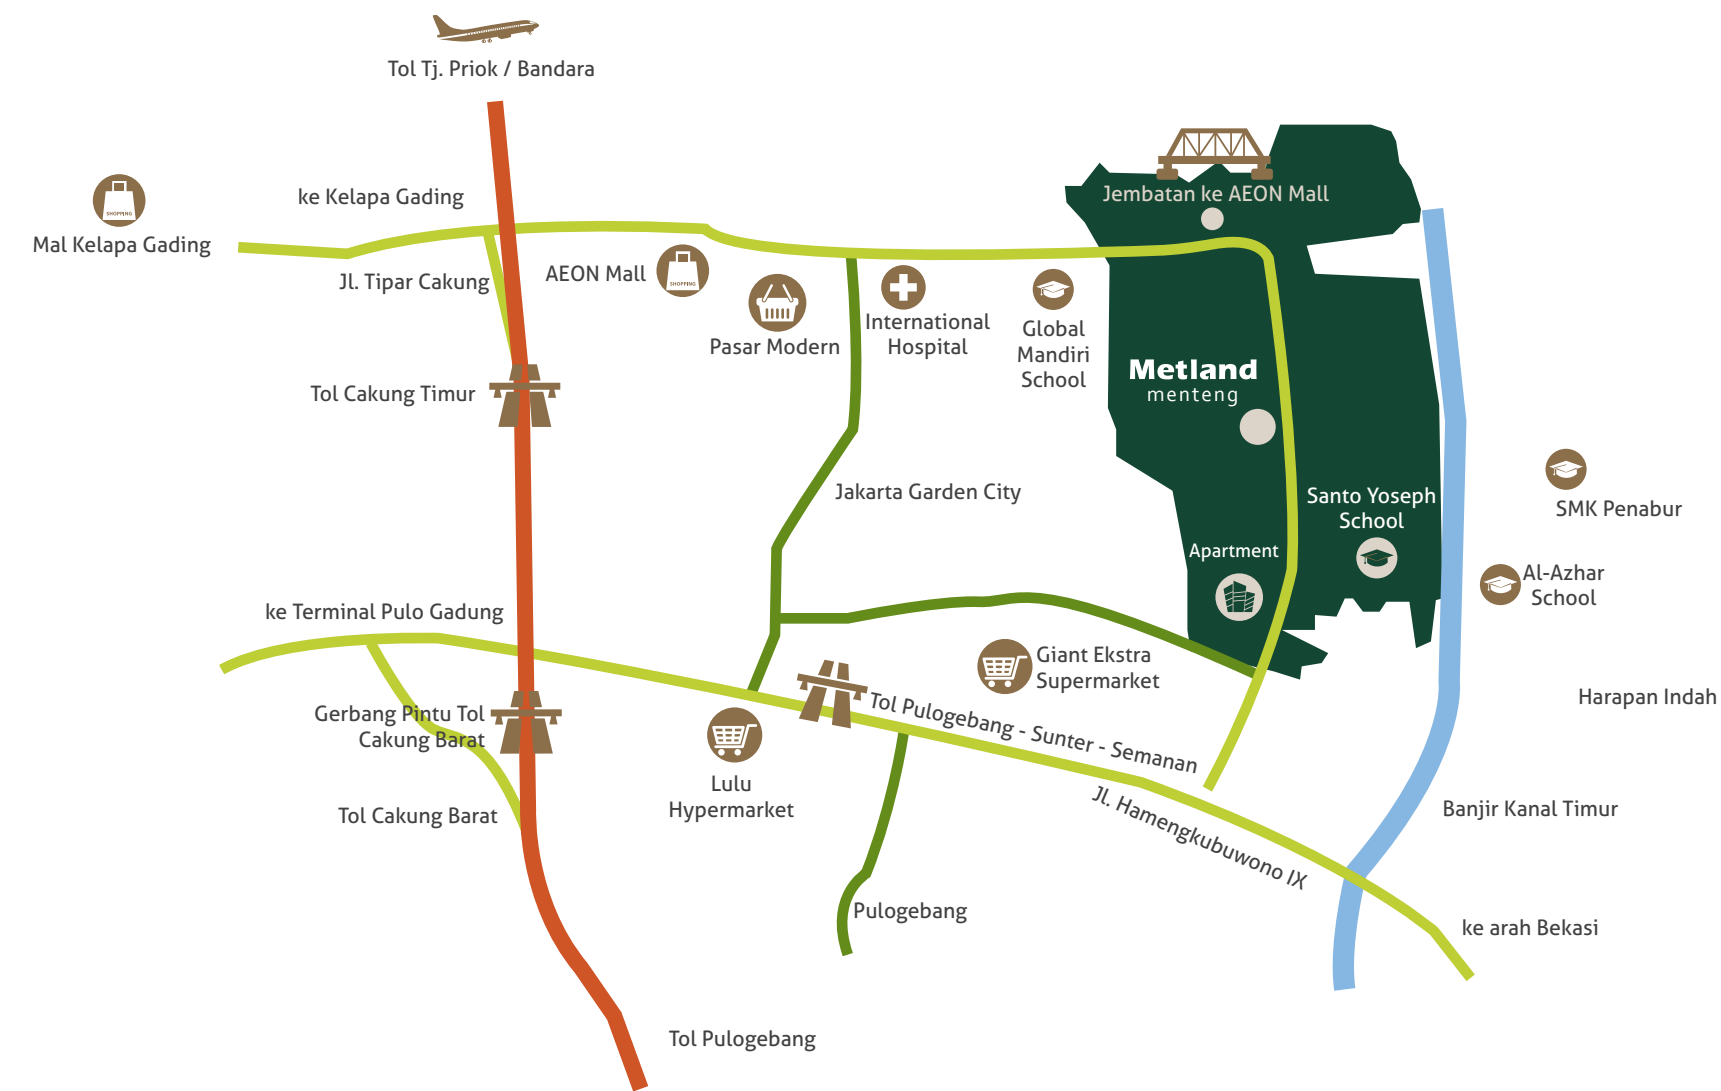 Tol Tj. Priok / Bandara
ke Kelapa Gading
SHOPPING
Mal Kelapa Gading
Jl. Tipar Cakung
AEON Mall
SHOPPING
Pasar Modern
International
Hospital
Global
Mandiri
School
Jembatan ke AEON Mall
Metland
menteng
Tol Cakung Timur
Jakarta Garden City
Santo Yoseph
School
SMK Penabur
Apartment
Al-Azhar
School
ke Terminal Pulo Gadung
Giant Ekstra
Supermarket
Harapan Indah
Gerbang Pintu Tol
Cakung Barat
Tol Pulogebang - Sunter - Semanan
Lulu
Hypermarket
Tol Cakung Barat
Jl. Hamengkubuwono IX
Banjir Kanal Timur
Pulogebang
ke arah Bekasi
Tol Pulogebang